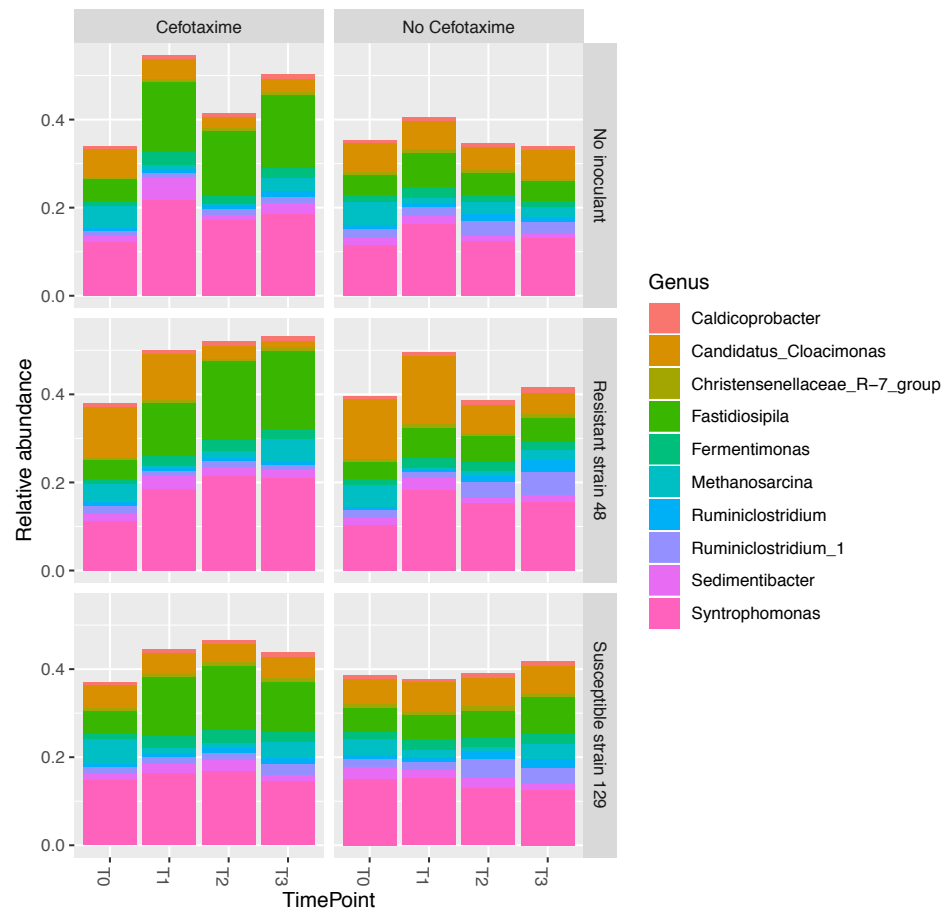 Cefotaxime
No Cefotaxime
0.4
0.2
0.0
No inoculant
0.4
0.2
0.0
Resistant strain 48
0.4
0.2
0.0
Susceptible strain 129
Relative abundance
T0
T1
T2
T3
T0
T1
T2
T3
TimePoint
Genus
Caldicoprobacter
Candidatus_Cloacimonas
Christensenellaceae_R−7_group
Fastidiosipila
Fermentimonas
Methanosarcina
Ruminiclostridium
Ruminiclostridium_1
Sedimentibacter
Syntrophomonas